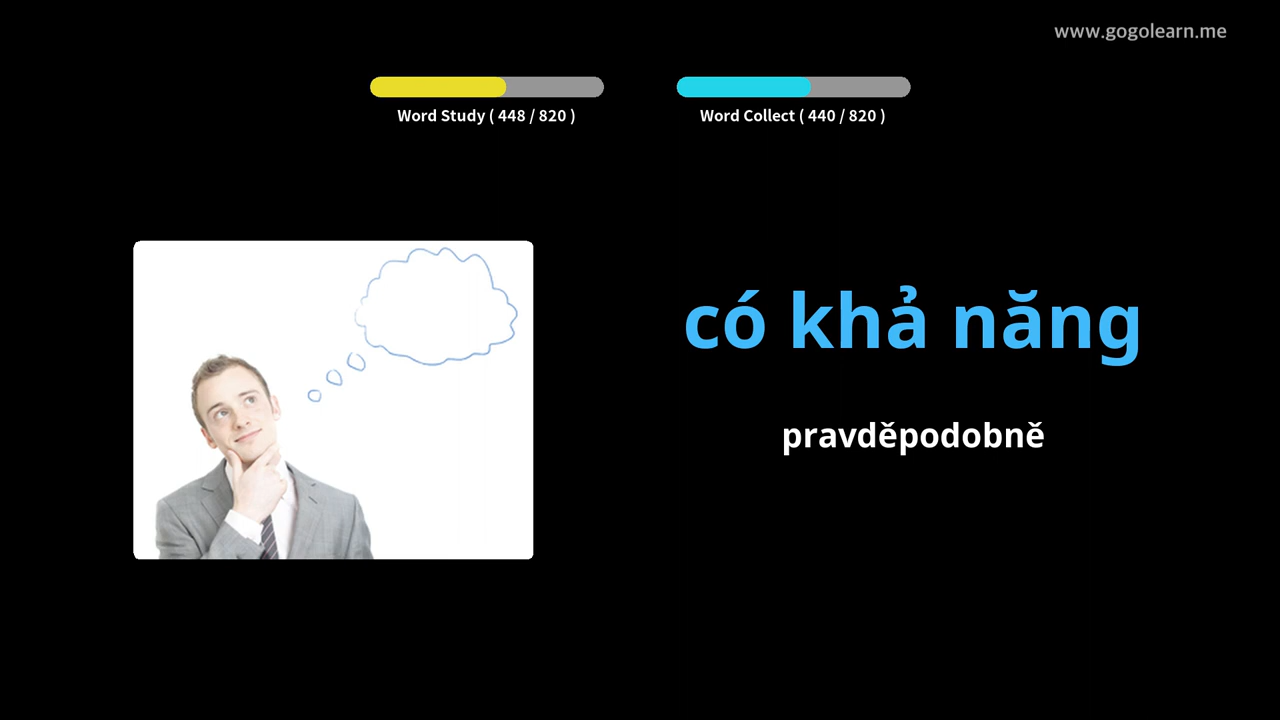 www.gogolearn.me
Word Study ( 448 / 820 )
Word Collect ( 440 / 820 )
có khả năng
pravděpodobně